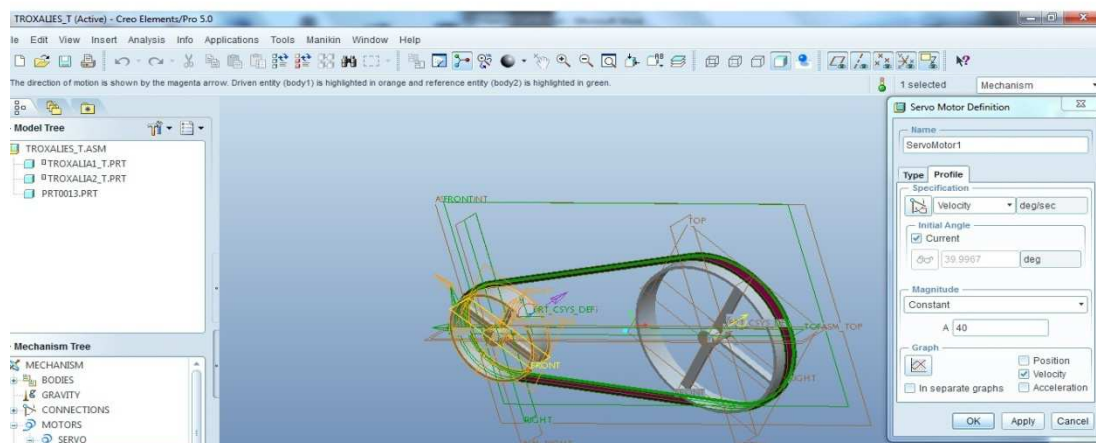 TROXALIES_T (Active) - Creo Elements/Pro 5.0
le Edit View Insert Analysis Info Applications Tools Manikin Window Help
The direction of motion is shown by the magenta arrow. Driven entity (body1) is highlighted in orange and reference entity (body2) is highlighted in green.
1 selected
Mechanism
Model Tree
TROXALIES_T.ASM
TROXALIA1_T.PRT
TROXALIA2_T.PRT
PRT0013.PRT
Mechanism Tree
MECHANISM
BODIES
GRAVITY
CONNECTIONS
MOTORS
SERVO
TOP
FRONT
RIGHT
RIGHT
Servo Motor Definition
Name
ServoMotor1
Type Profile
Specification
Velocity deg/sec
Initial Angle
Current
39.9967 deg
Magnitude
Constant
A 40
Graph
Position
Velocity
In separate graphs Acceleration
OK Apply Cancel